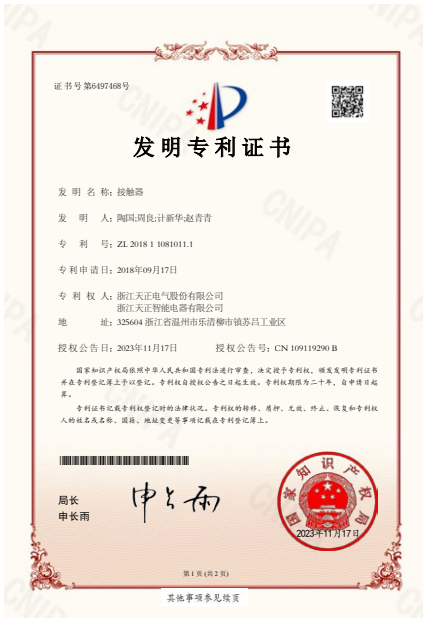 证书号第6497468号
发明专利证书
发明名称：接触器
发明人：陶国;周良;计新华;赵青青
专利号：ZL 2018 1 1081011.1
专利申请日：2018年09月17日
专利权人：浙江天正电气股份有限公司
浙江天正智能电器有限公司
地址：325604 浙江省温州市乐清柳市镇苏吕工业区
授权公告日：2023年11月17日 授权公告号：CN 109119290 B
国家知识产权局依照中华人民共和国专利法进行审查，决定授予专利权，颁发发明专利证书
并在专利登记簿上予以登记。专利权自授权公告之日起生效。专利权期限为二十年，自申请日起
算。
专利证书记载专利权登记时的法律状况。专利权的转移、质押、无效、终止、恢复和专利权
人的姓名或名称、国籍、地址变更等事项记载在专利登记簿上。
局长
申长雨
申长雨
国家知识产权局
2023年11月17日
第1页(共2页)
其他事项参见续页
CNIPA